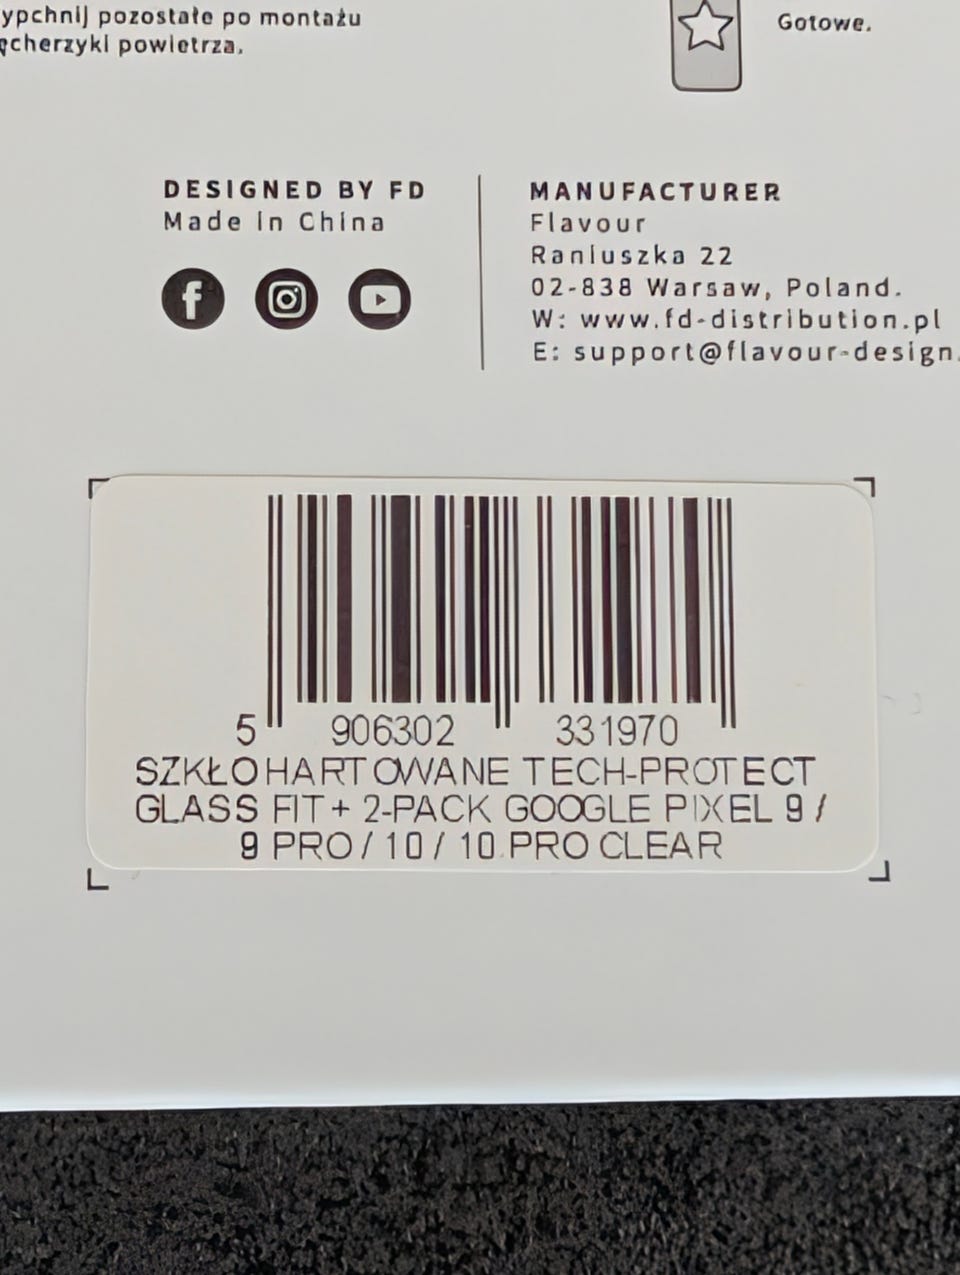 ypchnij pozostałe po montażu
ęcherzyki powietrza.
Gotowe.
DESIGNED BY FD
Made in China
MANUFACTURER
Flavour
Raniuszka 22
02-838 Warsaw, Poland.
W: www.fd-distribution.pl
E: support@flavour-design.
5 906302 331970
SZKŁO HARTOWANE TECH-PROTECT
GLASS FIT+ 2-PACK GOOGLE PIXEL 9 /
9 PRO / 10 / 10 PRO CLEAR